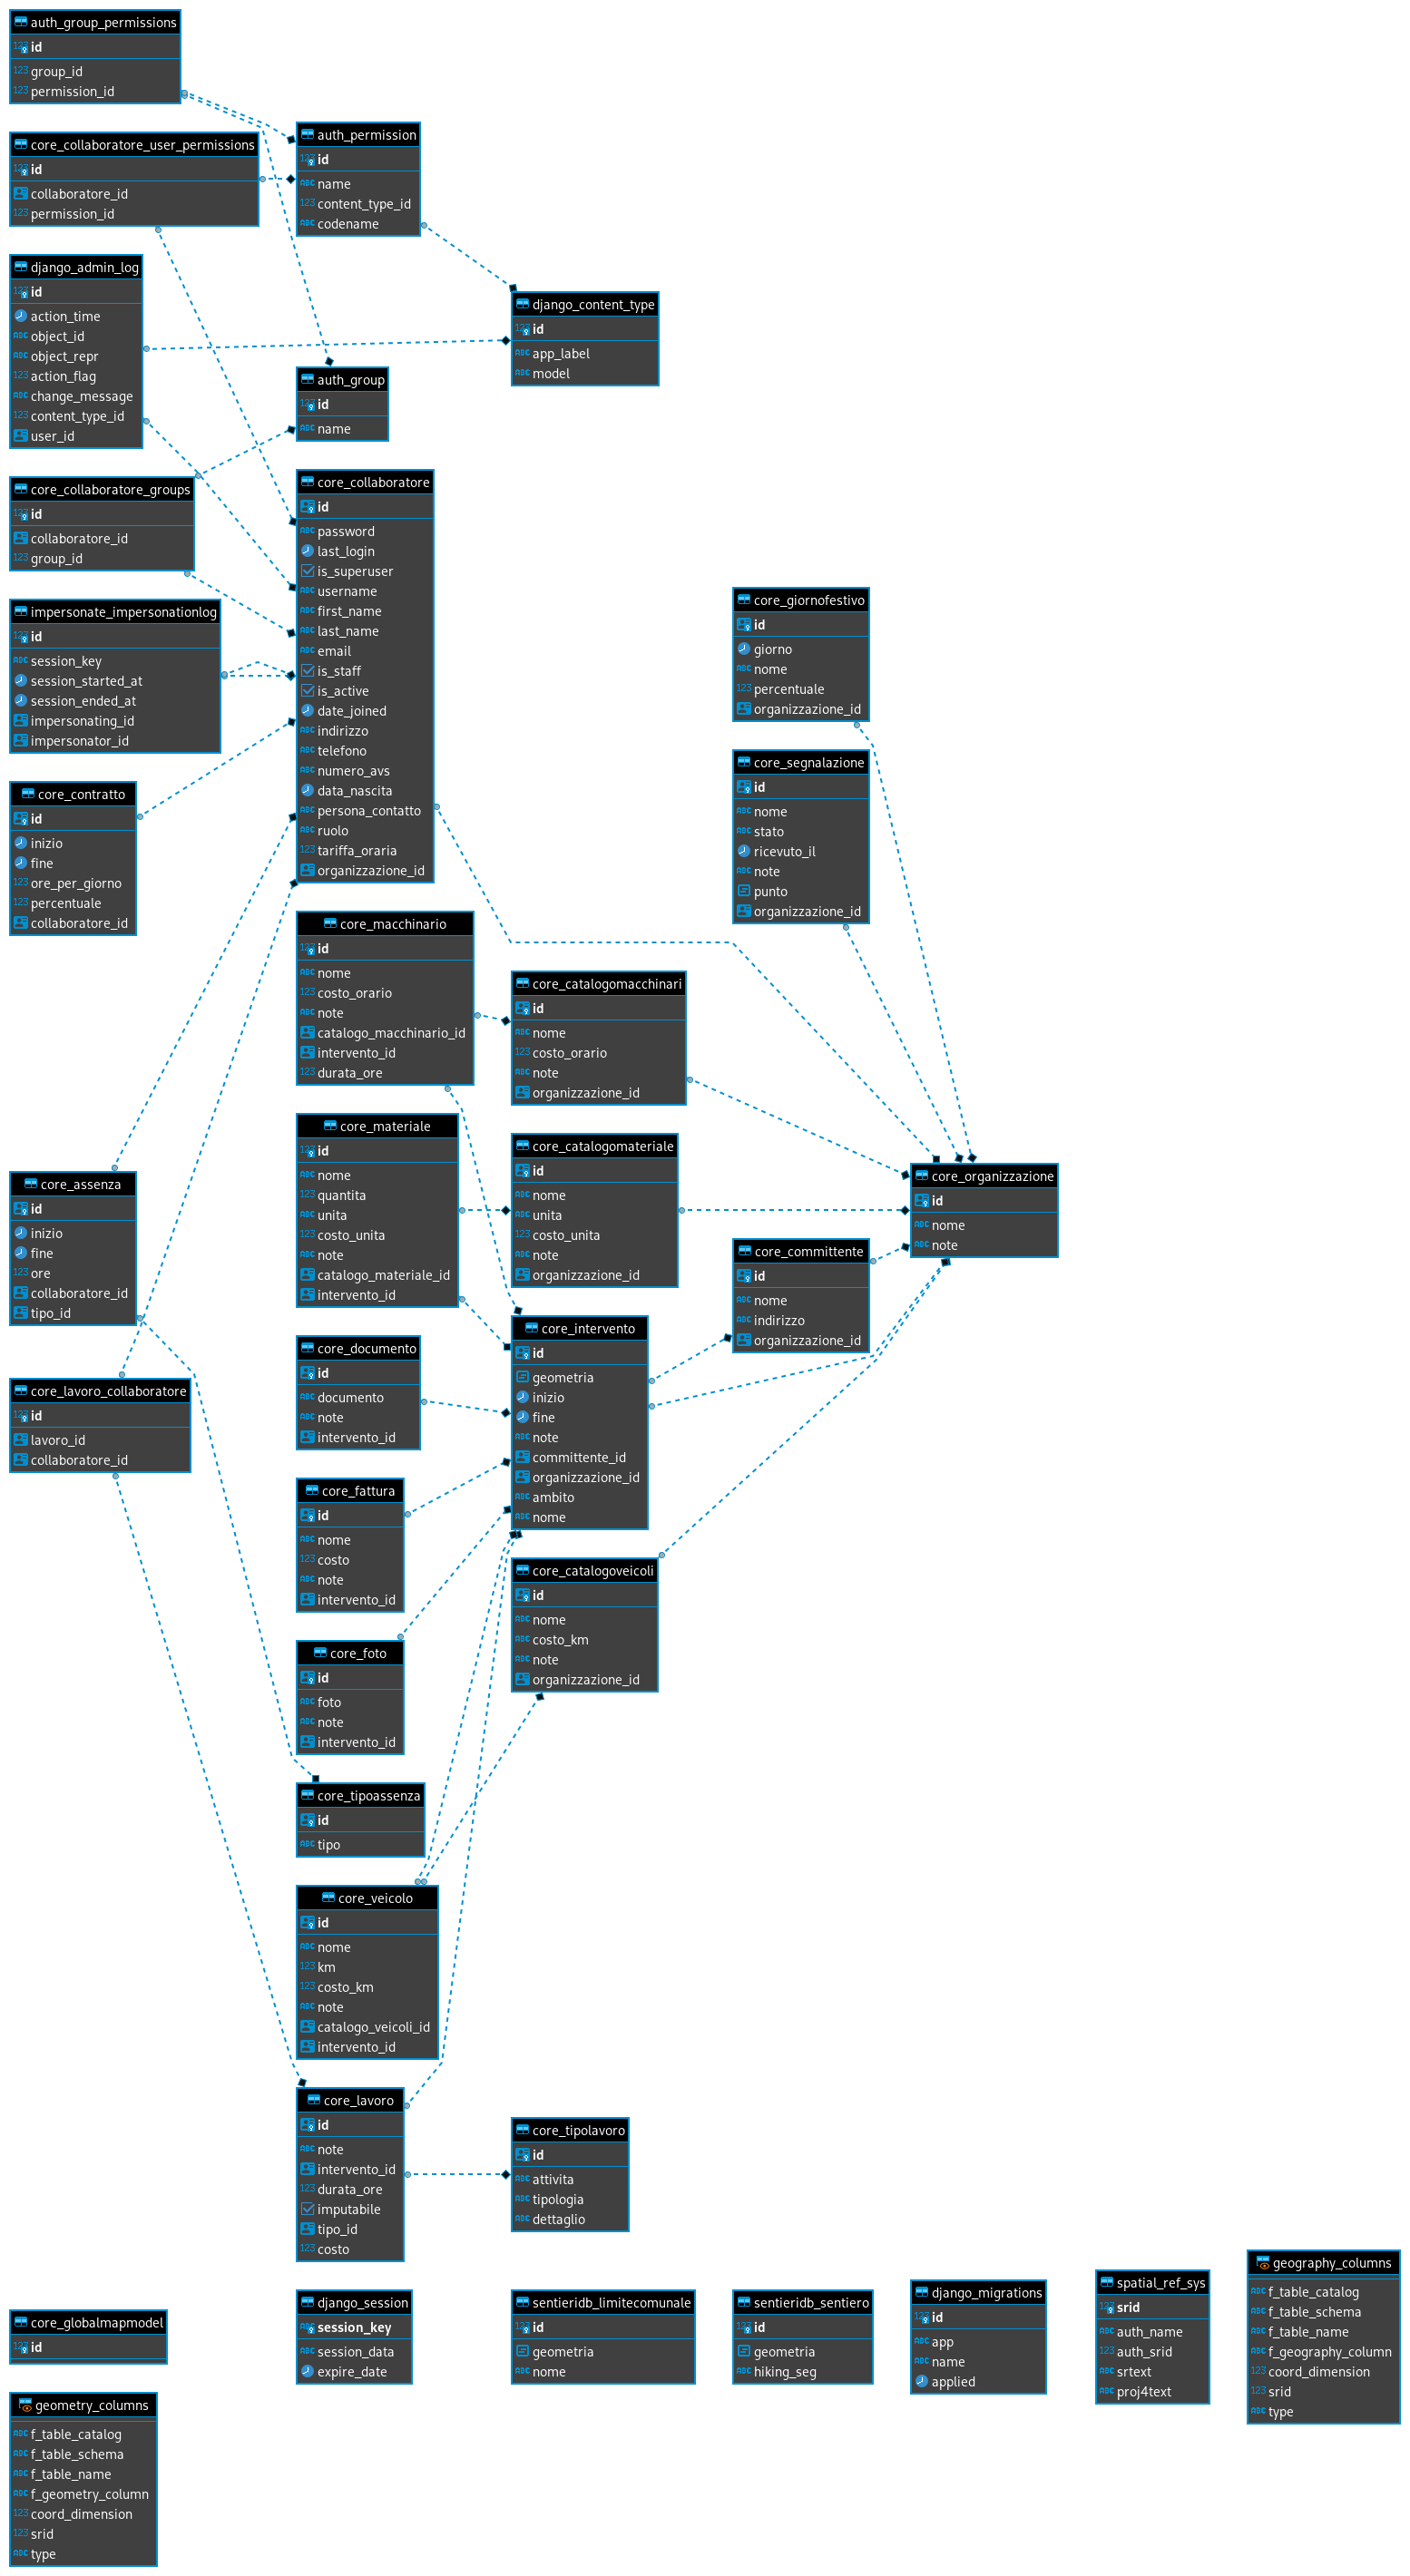 auth_group_permissions
id
group_id
permission_id
core_collaboratore_user_permissions
id
collaboratore_id
permission_id
django_admin_log
id
action_time
object_id
object_repr
action_flag
change_message
content_type_id
user_id
core_collaboratore_groups
id
collaboratore_id
group_id
impersonate_impersonationlog
id
session_key
session_started_at
session_ended_at
impersonating_id
impersonator_id
core_contratto
id
inizio
fine
ore_per_giorno
percentuale
collaboratore_id
core_assenza
id
inizio
fine
ore
collaboratore_id
tipo_id
core_lavoro_collaboratore
id
lavoro_id
collaboratore_id
auth_permission
id
name
content_type_id
codename
auth_group
id
name
core_collaboratore
id
password
last_login
is_superuser
username
first_name
last_name
email
is_staff
is_active
date_joined
indirizzo
telefono
numero_avs
data_nascita
persona_contatto
ruolo
tariffa_oraria
organizzazione_id
core_macchinario
id
nome
costo_orario
note
catalogo_macchinario_id
intervento_id
durata_ore
core_materiale
id
nome
quantita
unita
costo_unita
note
catalogo_materiale_id
intervento_id
core_documento
id
documento
note
intervento_id
core_fattura
id
nome
costo
note
intervento_id
core_foto
id
foto
note
intervento_id
core_tipoassenza
id
tipo
core_veicolo
id
nome
km
costo_km
note
catalogo_veicoli_id
intervento_id
core_lavoro
id
note
intervento_id
durata_ore
imputabile
tipo_id
costo
django_content_type
id
app_label
model
core_catalogomacchinari
id
nome
costo_orario
note
organizzazione_id
core_catalogomateriale
id
nome
unita
costo_unita
note
organizzazione_id
core_intervento
id
geometria
inizio
fine
note
committente_id
organizzazione_id
ambito
nome
core_catalogoveicoli
id
nome
costo_km
note
organizzazione_id
core_tipolavoro
id
attivita
tipologia
dettaglio
core_giornofestivo
id
giorno
nome
percentuale
organizzazione_id
core_segnalazione
id
nome
stato
ricevuto_il
note
punto
organizzazione_id
core_committente
id
nome
indirizzo
organizzazione_id
core_organizzazione
id
nome
note
core_globalmapmodel
id
django_session
session_key
session_data
expire_date
sentieridb_limitecomunale
id
geometria
nome
sentieridb_sentiero
id
geometria
hiking_seg
django_migrations
id
app
name
applied
spatial_ref_sys
srid
auth_name
auth_srid
srtext
proj4text
geography_columns
f_table_catalog
f_table_schema
f_table_name
f_geography_column
coord_dimension
srid
type
geometry_columns
f_table_catalog
f_table_schema
f_table_name
f_geometry_column
coord_dimension
srid
type